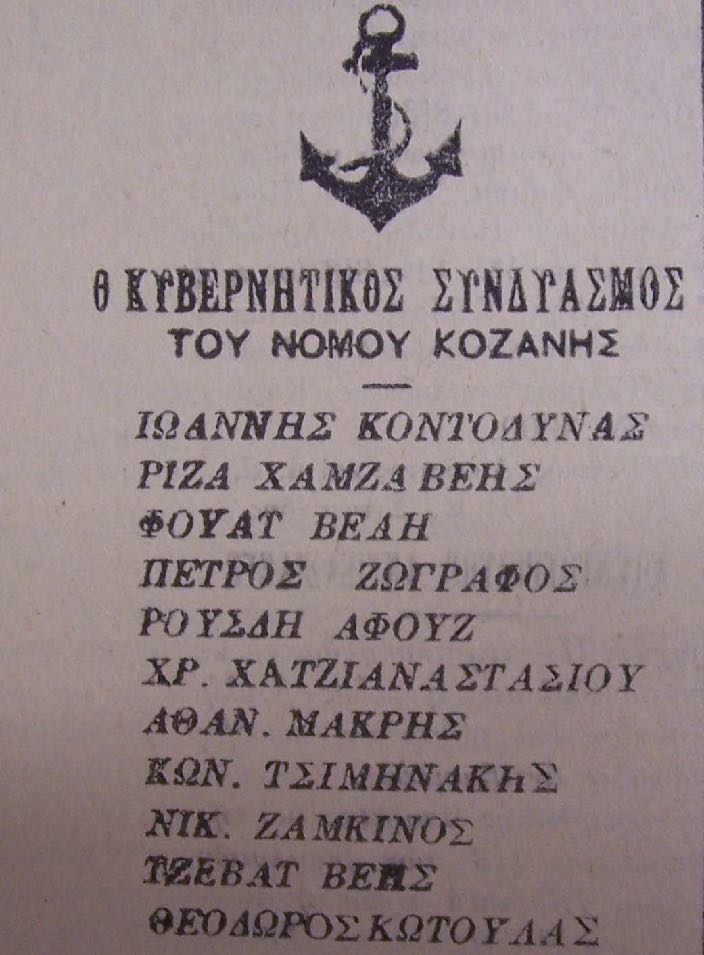 Ο ΚΥΒΕΡΝΗΤΙΚΟΣ ΣΥΝΔΥΑΣΜΟΣ
ΤΟΥ ΝΟΜΟΥ ΚΟΖΑΝΗΣ
ΙΩΑΝΝΗΣ ΚΟΝΤΟΔΥΝΑΣ
ΡΙΖΑ ΧΑΜΖΑ ΒΕΗΣ
ΦΟΥΑΤ ΒΕΔΗ
ΠΕΤΡΟΣ ΖΩΓΡΑΦΟΣ
ΡΟΥΣΔΗ ΑΦΟΥΖ
ΧΡ. ΧΑΤΖΙΑΝΑΣΤΑΣΙΟΥ
ΑΘΑΝ. ΜΑΚΡΗΣ
ΚΩΝ. ΤΣΙΜΗΝΑΚΗΣ
ΝΙΚ. ΖΑΜΚΙΝΟΣ
ΤΖΕΒΑΤ ΒΕΗΣ
ΘΕΟΔΩΡΟΣ ΚΩΤΟΥΛΑΣ